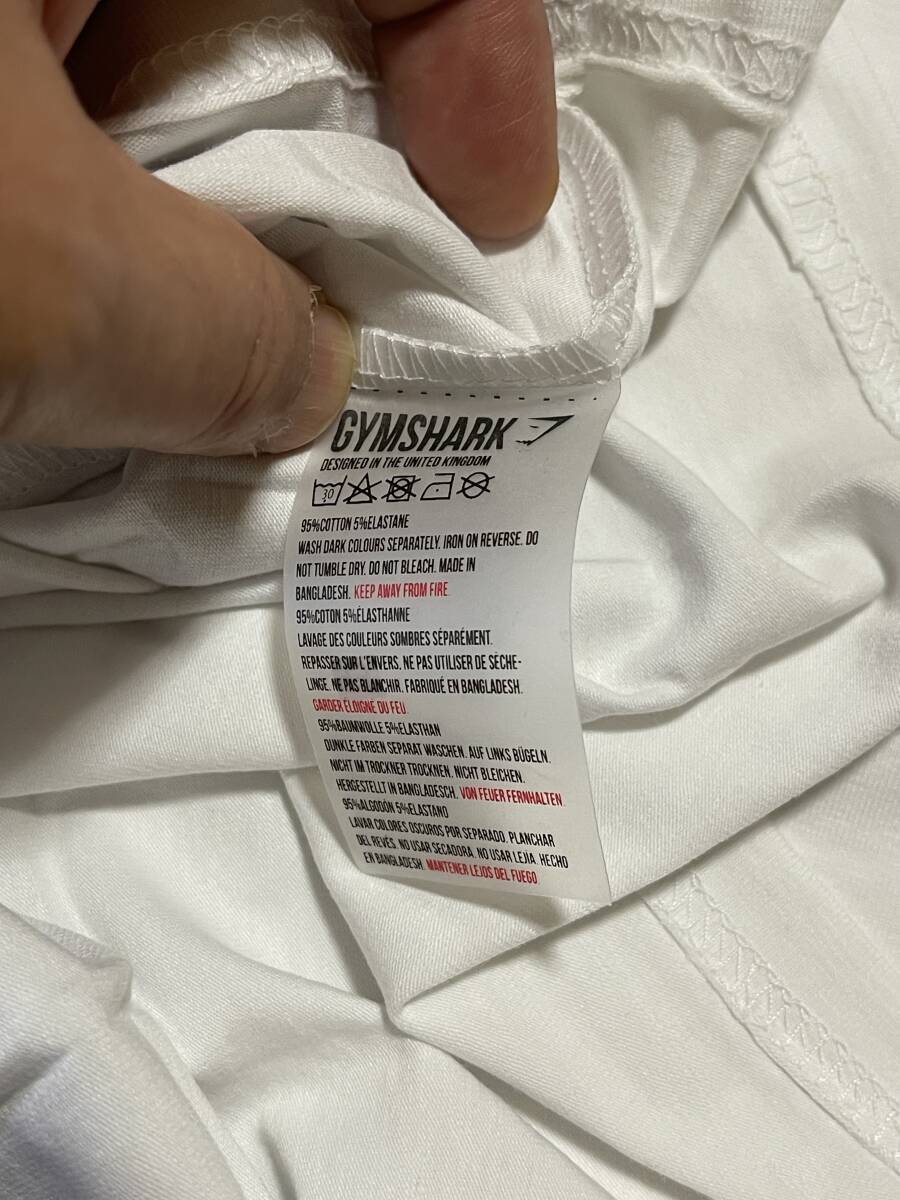 GYMSHARK
DESIGNED IN THE UNITED KINGDOM
30
95%COTTON 5%ELASTANE
WASH DARK COLOURS SEPARATELY. IRON ON REVERSE. DO
NOT TUMBLE DRY. DO NOT BLEACH. MADE IN
BANGLADESH. KEEP AWAY FROM FIRE
95%COTON 5%ÉLASTHANNE
LAVAGE DES COULEURS SOMBRES SÉPARÉMENT.
REPASSER SUR L'ENVERS. NE PAS UTILISER DE SÈCHE-
LINGE. NE PAS BLANCHIR. FABRIQUÉ EN BANGLADESH.
GARDER ÉLOIGNÉ DU FEU
95%BAUMWOLLE 5%ELASTHAN
DUNKLE FARBEN SEPARAT WASCHEN. AUF LINKS BÜGELN.
NICHT IM TROCKNER TROCKNEN. NICHT BLEICHEN.
HERGESTELLT IN BANGLADESCH. VON FEUER FERNHALTEN
95%ALGODÓN 5%ELASTANO
LAVAR COLORES OSCUROS POR SEPARADO. PLANCHAR
DEL REVÉS. NO USAR SECADORA. NO USAR LEJÍA. HECHO
EN BANGLADESH. MANTENER LEJOS DEL FUEGO